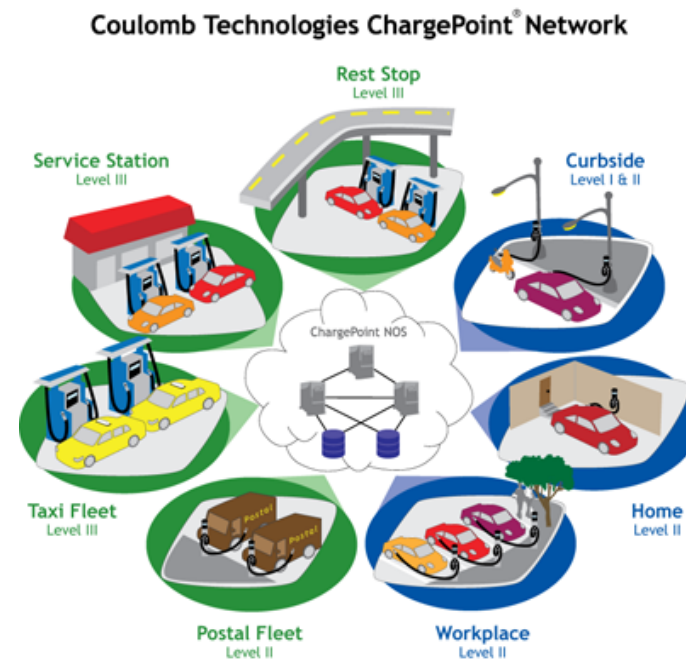 Coulomb Technologies ChargePoint® Network
Rest Stop
Level III
Service Station
Level III
Curbside
Level I & II
ChargePoint NOS
Taxi Fleet
Level III
Home
Level II
Postal
Postal
Postal Fleet
Level II
Workplace
Level II